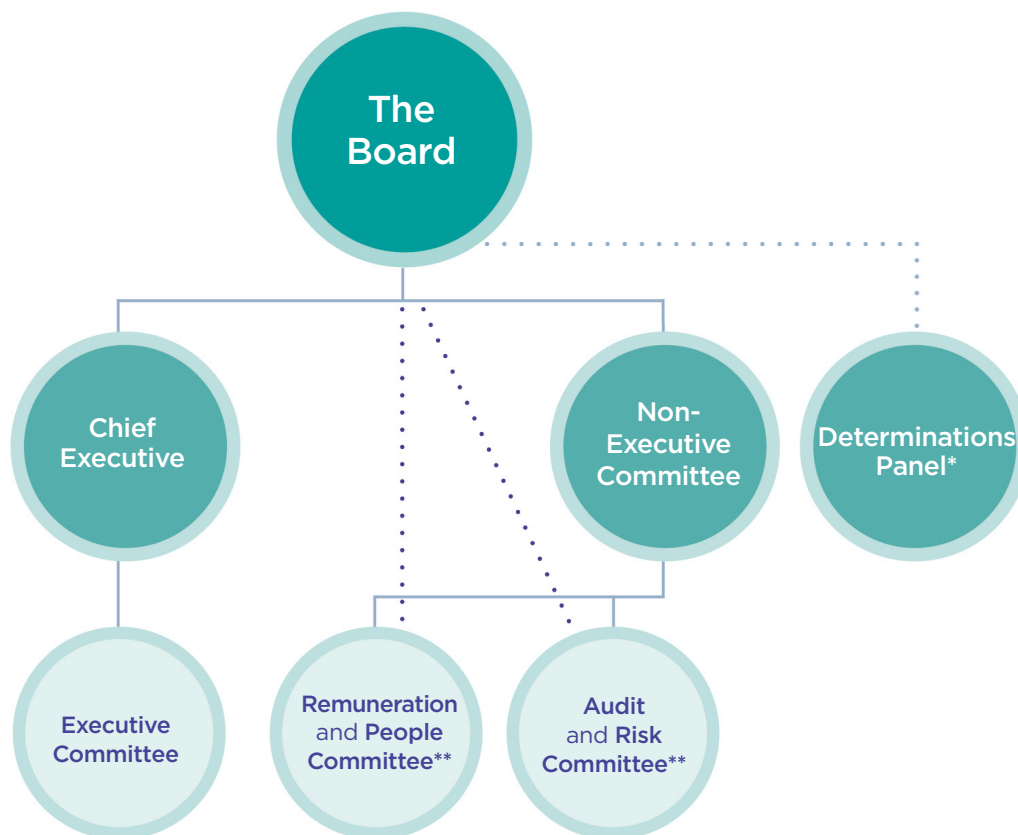 The
Board
Chief
Executive
Non-
Executive
Committee
Determinations
Panel*
Executive
Committee
Remuneration
and People
Committee**
Audit
and Risk
Committee**